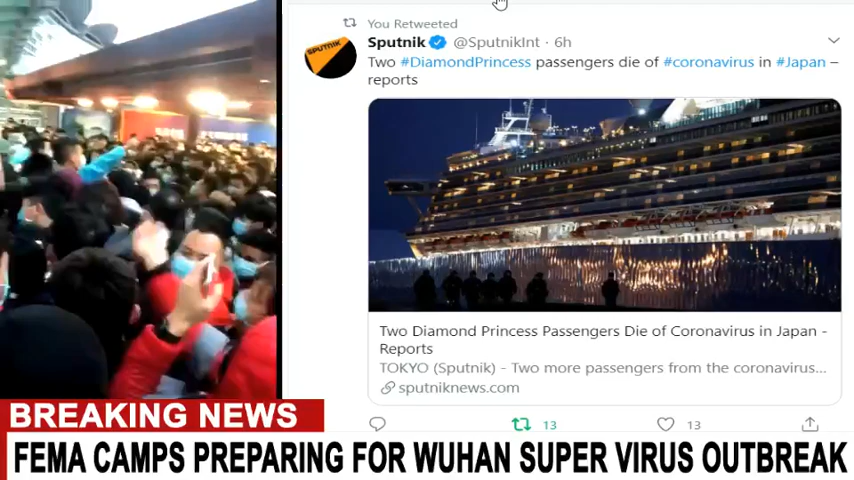 You Retweeted
SPUTNIK
Sputnik @SputnikInt · 6h
Two #DiamondPrincess passengers die of #coronavirus in #Japan –
reports
Two Diamond Princess Passengers Die of Coronavirus in Japan -
Reports
TOKYO (Sputnik) - Two more passengers from the coronavirus...
sputniknews.com
13
13
BREAKING NEWS
FEMA CAMPS PREPARING FOR WUHAN SUPER VIRUS OUTBREAK